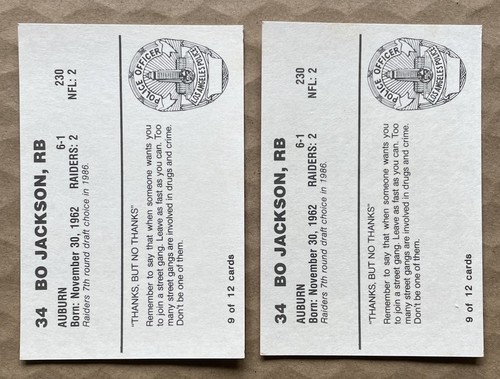 34 BO JACKSON, RB
AUBURN 6-1 230
Born: November 30, 1962 RAIDERS: 2 NFL: 2
Raiders 7th round draft choice in 1986.
"THANKS, BUT NO THANKS"
Remember to say that when someone wants you
to join a street gang. Leave as fast as you can. Too
many street gangs are involved in drugs and crime.
Don't be one of them.
9 of 12 cards
POLICE OFFICER
LOS ANGELES POLICE
34 BO JACKSON, RB
AUBURN 6-1 230
Born: November 30, 1962 RAIDERS: 2 NFL: 2
Raiders 7th round draft choice in 1986.
"THANKS, BUT NO THANKS"
Remember to say that when someone wants you
to join a street gang. Leave as fast as you can. Too
many street gangs are involved in drugs and crime.
Don't be one of them.
9 of 12 cards
POLICE OFFICER
LOS ANGELES POLICE